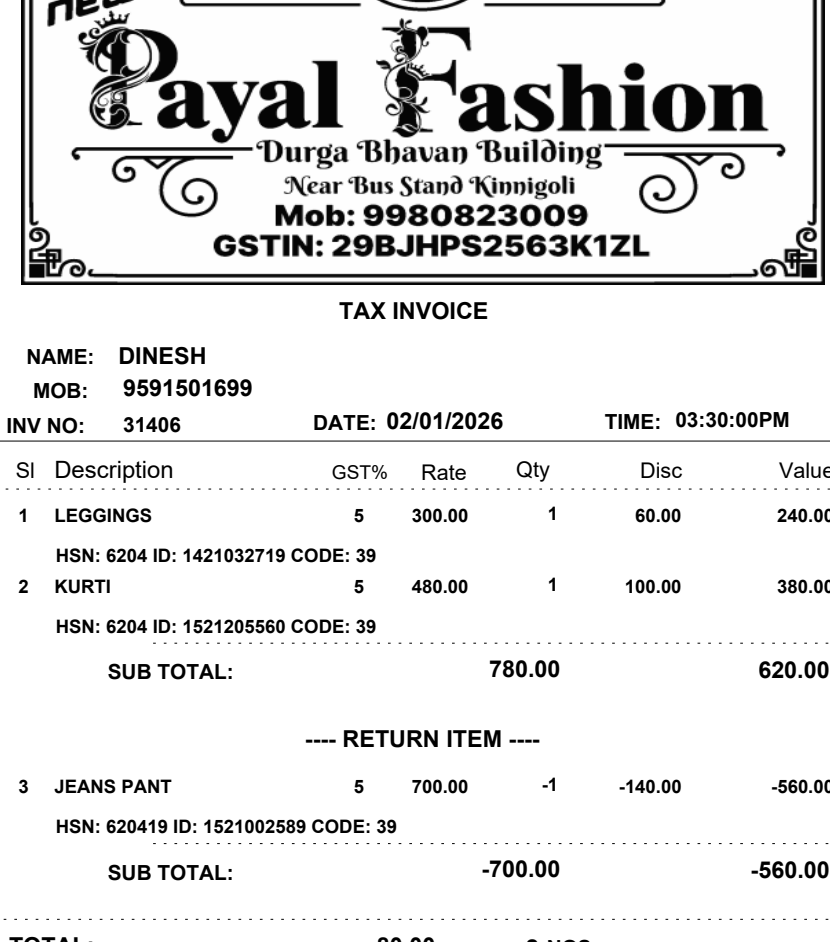 new
Payal Fashion
Durga Bhavan Building
Near Bus Stand Kinnigoli
Mob: 9980823009
GSTIN: 29BJHPS2563K1ZL
TAX INVOICE
NAME: DINESH
MOB: 9591501699
INV NO: 31406 DATE: 02/01/2026 TIME: 03:30:00PM
Sl Description GST% Rate Qty Disc Value
1 LEGGINGS 5 300.00 1 60.00 240.00
HSN: 6204 ID: 1421032719 CODE: 39
2 KURTI 5 480.00 1 100.00 380.00
HSN: 6204 ID: 1521205560 CODE: 39
SUB TOTAL: 780.00 620.00
---- RETURN ITEM ----
3 JEANS PANT 5 700.00 -1 -140.00 -560.00
HSN: 620419 ID: 1521002589 CODE: 39
SUB TOTAL: -700.00 -560.00
TOTAL: 80.00 NOS